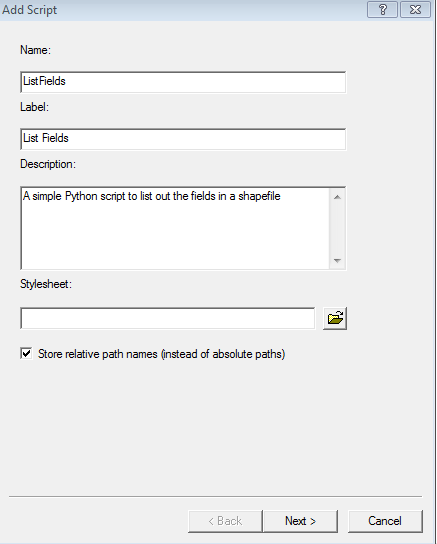 Add Script
Name:
ListFields
Label:
List Fields
Description:
A simple Python script to list out the fields in a shapefile
Stylesheet:
Store relative path names (instead of absolute paths)
< Back
Next >
Cancel